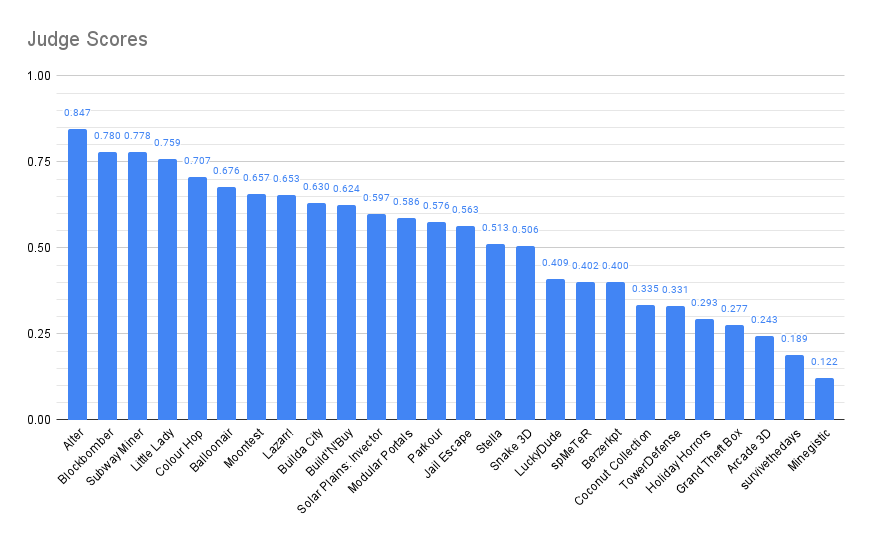 Judge Scores
1.00
0.75
0.50
0.25
0.00
0.847
0.780
0.778
0.759
0.707
0.676
0.657
0.653
0.630
0.624
0.597
0.586
0.576
0.563
0.513
0.506
0.409
0.402
0.400
0.335
0.331
0.293
0.277
0.243
0.189
0.122
Alter
Blockbomber
SubwayMiner
Little Lady
Colour Hop
Balloonair
Moontest
Lazarr!
Builda City
Build'N'Buy
Solar Plains: Invector
Modular Portals
Parkour
Jail Escape
Stella
Snake 3D
LuckyDude
spMeTeR
Berzerkpt
Coconut Collection
TowerDefense
Holiday Horrors
Grand Theft Box
Arcade 3D
survivethedays
Minegistic